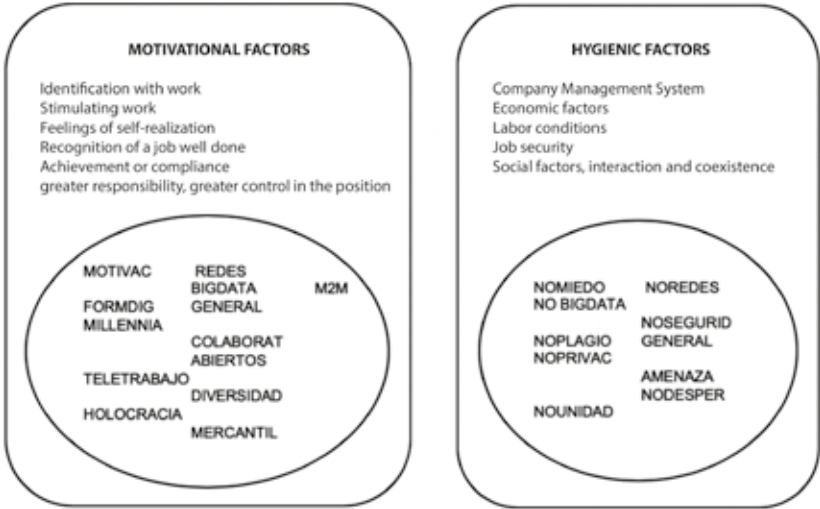 MOTIVATIONAL FACTORS
Identification with work
Stimulating work
Feelings of self-realization
Recognition of a job well done
Achievement or compliance
greater responsibility, greater control in the position
MOTIVAC REDES
BIGDATA M2M
FORMDIG GENERAL
MILLENNIA
COLABORAT
ABIERTOS
TELETRABAJO
DIVERSIDAD
HOLOCRACIA
MERCANTIL
HYGIENIC FACTORS
Company Management System
Economic factors
Labor conditions
Job security
Social factors, interaction and coexistence
NOMIEDO NOREDES
NO BIGDATA
NOSEGURID
NOPLAGIO GENERAL
NOPRIVAC
AMENAZA
NODESPER
NOUNIDAD